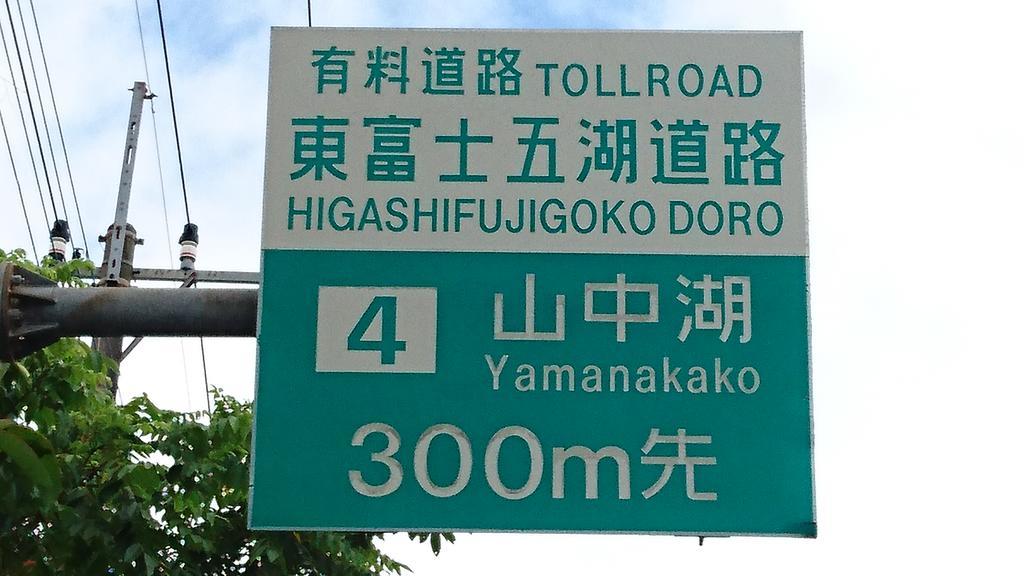 有料道路 TOLLROAD
東富士五湖道路
HIGASHIFUJIGOKO DORO
4 山中湖
Yamanakako
300m先